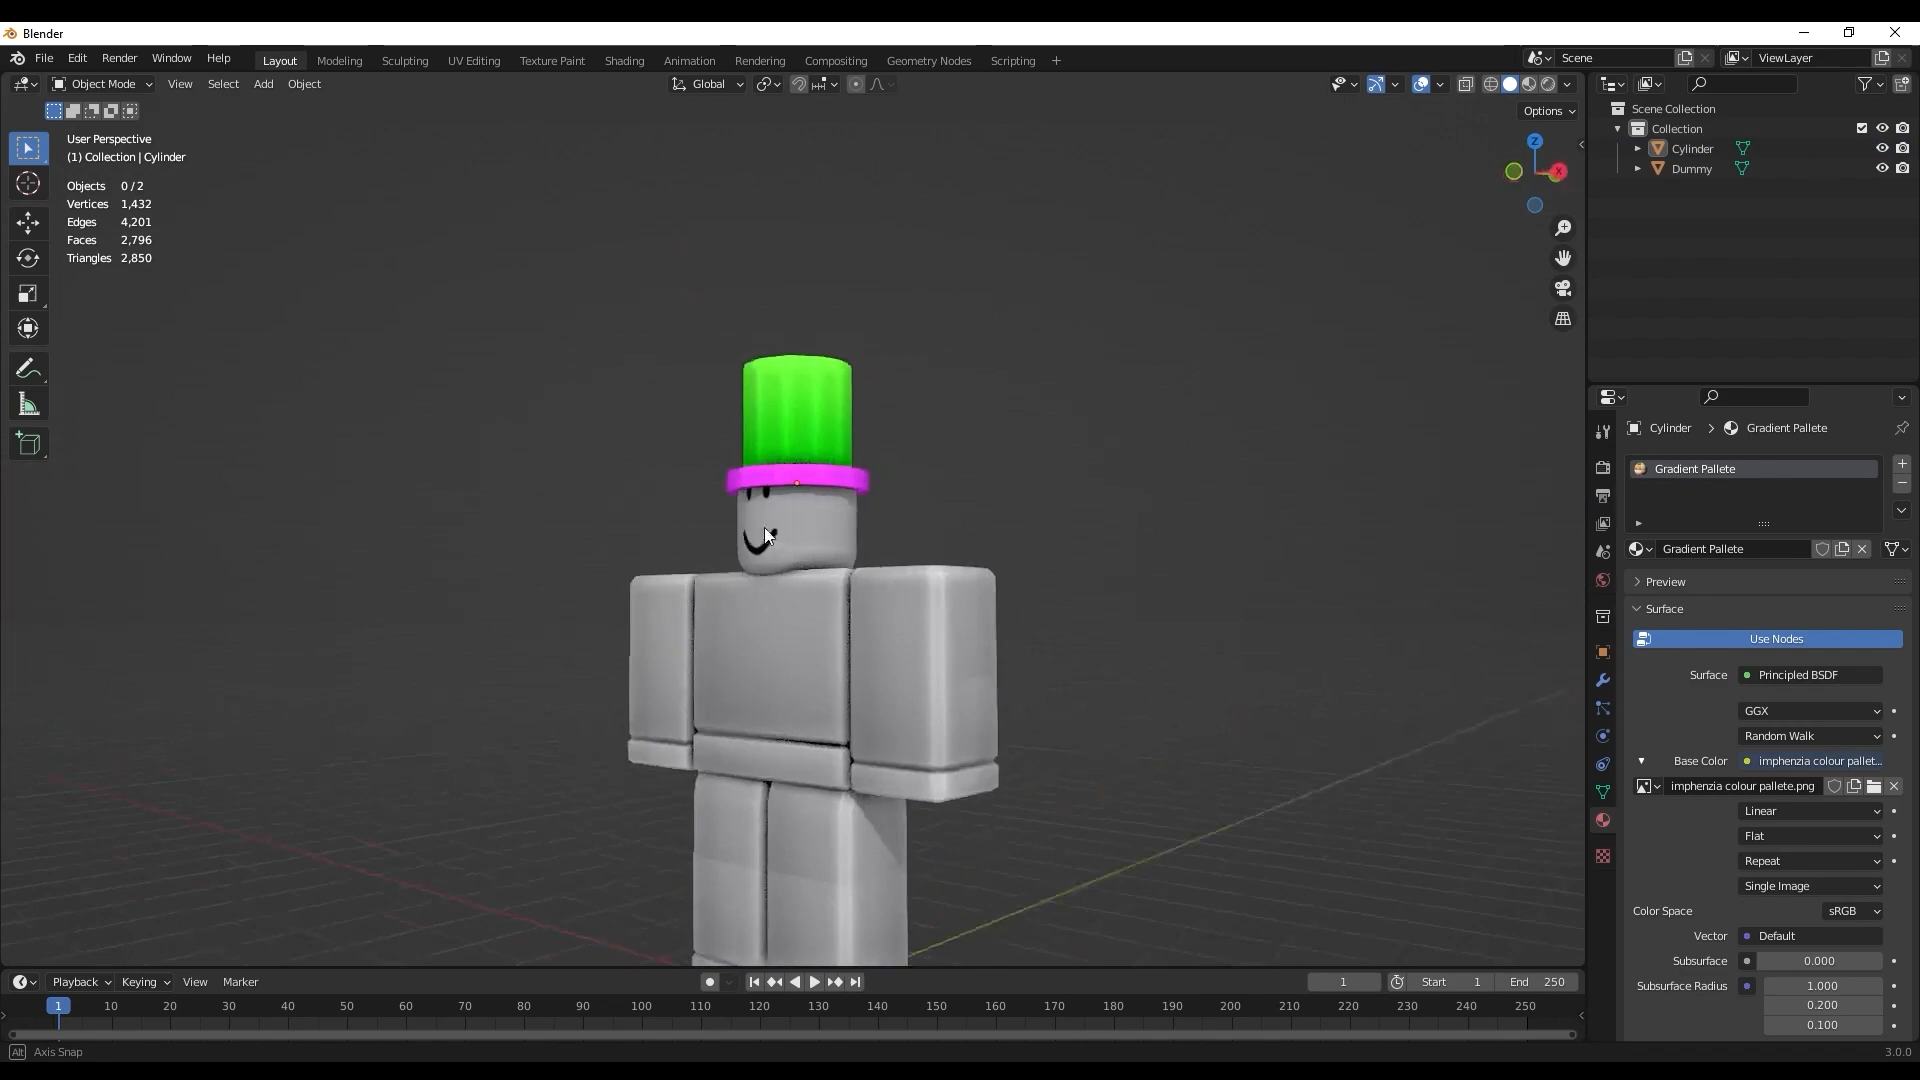 Blender
File Edit Render Window Help Layout Modeling Sculpting UV Editing Texture Paint Shading Animation Rendering Compositing Geometry Nodes Scripting + Scene ViewLayer
Object Mode View Select Add Object Global
Options
User Perspective
(1) Collection | Cylinder
Objects 0 / 2
Vertices 1,432
Edges 4,201
Faces 2,796
Triangles 2,850
Z
X
Scene Collection
Collection
Cylinder
Dummy
Cylinder > Gradient Pallete
Gradient Pallete
Gradient Pallete
Preview
Surface
Use Nodes
Surface Principled BSDF
GGX
Random Walk
Base Color imphenzia colour pallet...
imphenzia colour pallete.png
Linear
Flat
Repeat
Single Image
Color Space sRGB
Vector Default
Subsurface 0.000
Subsurface Radius 1.000
0.200
0.100
Playback Keying View Marker 1 Start 1 End 250
1 10 20 30 40 50 60 70 80 90 100 110 120 130 140 150 160 170 180 190 200 210 220 230 240 250
Alt Axis Snap 3.0.0